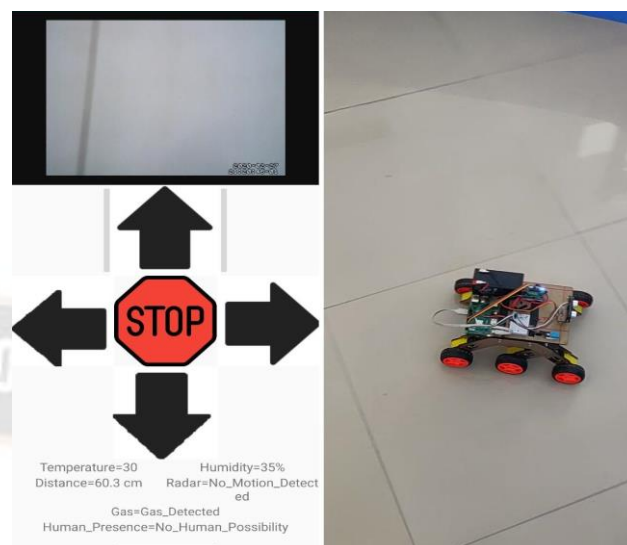 STOP
Temperature=30
Humidity=35%
Distance=60.3 cm
Radar=No_Motion_Detect
ed
Gas=Gas_Detected
Human_Presence=No_Human_Possibility